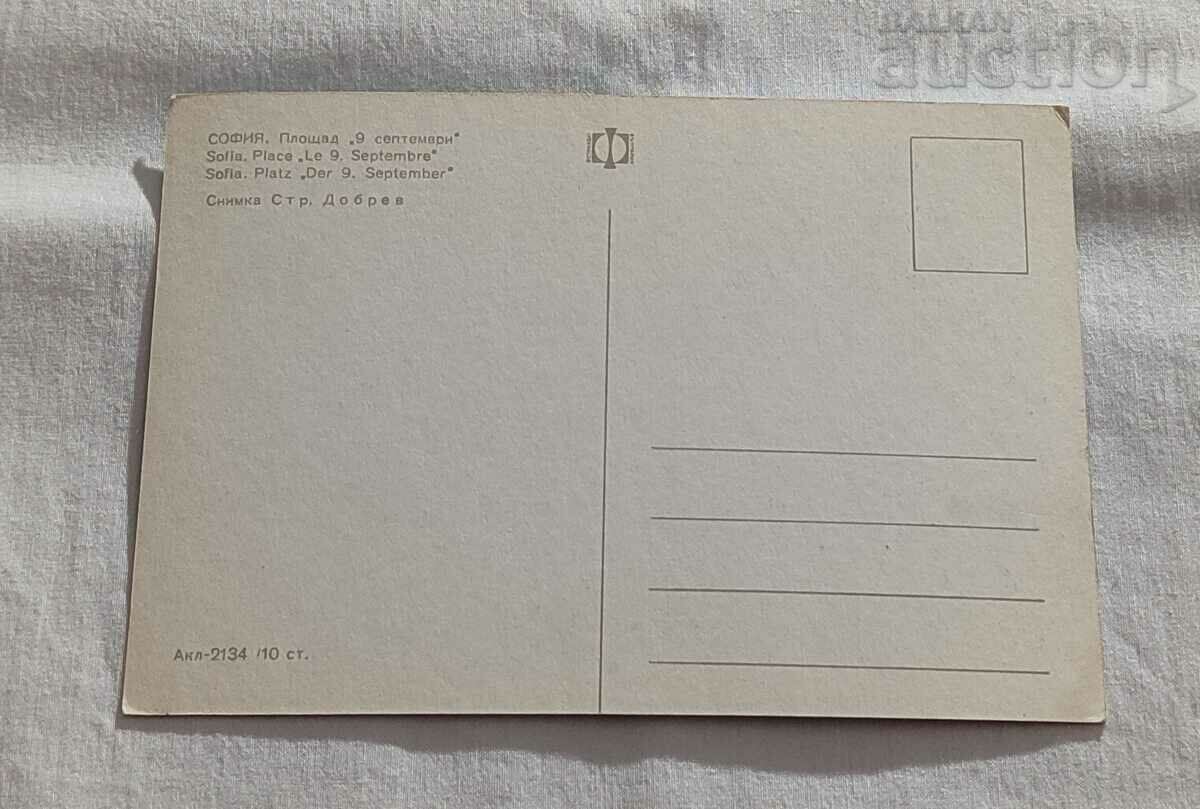 BALKAN
auction
СОФИЯ. Площад „9 септември“
Sofia. Place „Le 9. Septembre“
Sofia. Platz „Der 9. September“
Снимка Стр. Добрев
Акл-2134 /10 ст.